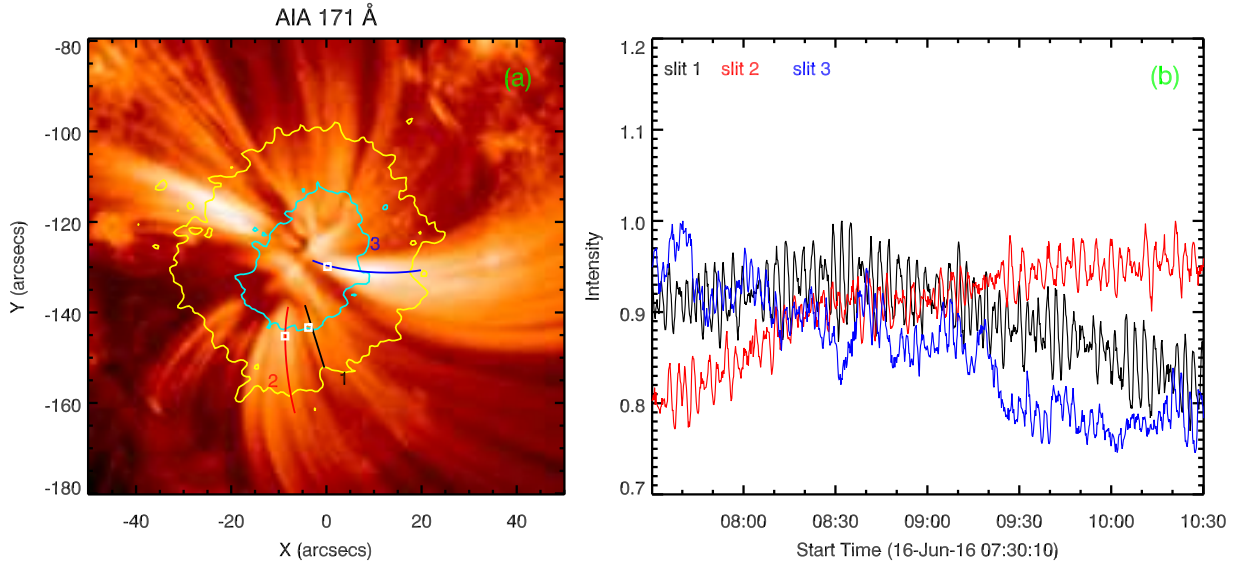 AIA 171 Å
(a)
-80
-100
-120
-140
-160
-180
Y (arcsecs)
3
2
1
-40 -20 0 20 40
X (arcsecs)
slit 1 slit 2 slit 3
(b)
1.2
1.1
1.0
0.9
0.8
0.7
Intensity
08:00 08:30 09:00 09:30 10:00 10:30
Start Time (16-Jun-16 07:30:10)